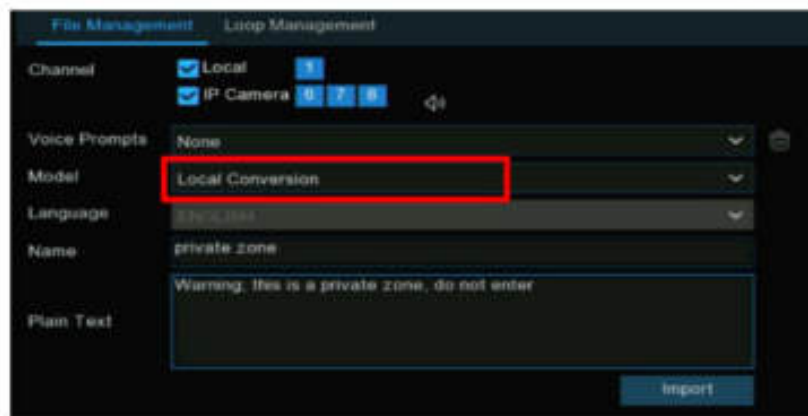 File Management Loop Management
Channel Local 1
IP Camera 6 7 8
Voice Prompts None
Model Local Conversion
Language ENGLISH
Name private zone
Plain Text Warning, this is a private zone, do not enter
Import